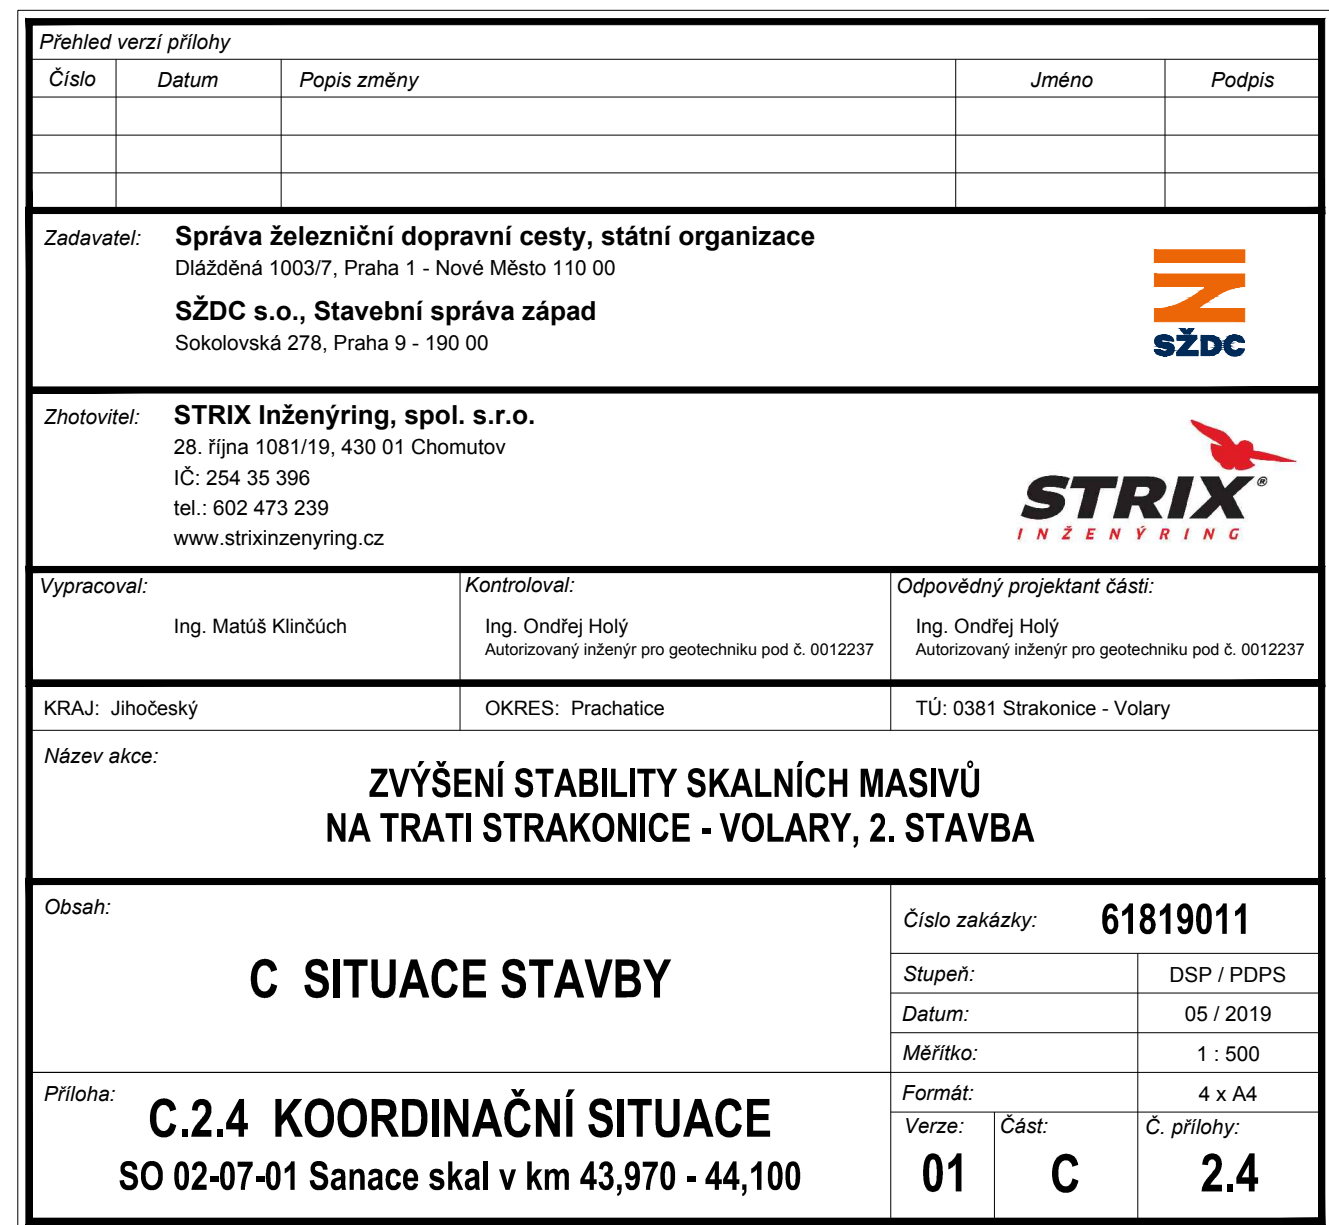 Přehled verzí přílohy
Číslo Datum Popis změny Jméno Podpis
Zadavatel: Správa železniční dopravní cesty, státní organizace
Dlážděná 1003/7, Praha 1 - Nové Město 110 00
SŽDC s.o., Stavební správa západ
Sokolovská 278, Praha 9 - 190 00
SŽDC
Zhotovitel: STRIX Inženýring, spol. s.r.o.
28. října 1081/19, 430 01 Chomutov
IČ: 254 35 396
tel.: 602 473 239
www.strixinzenyring.cz
STRIX®
INŽENÝRING
Vypracoval:
Ing. Matúš Klinčúch
Kontroloval:
Ing. Ondřej Holý
Autorizovaný inženýr pro geotechniku pod č. 0012237
Odpovědný projektant části:
Ing. Ondřej Holý
Autorizovaný inženýr pro geotechniku pod č. 0012237
KRAJ: Jihočeský OKRES: Prachatice TÚ: 0381 Strakonice - Volary
Název akce:
ZVÝŠENÍ STABILITY SKALNÍCH MASIVŮ
NA TRATI STRAKONICE - VOLARY, 2. STAVBA
Obsah:
C SITUACE STAVBY
Číslo zakázky: 61819011
Stupeň: DSP / PDPS
Datum: 05 / 2019
Měřítko: 1 : 500
Formát: 4 x A4
Příloha:
C.2.4 KOORDINAČNÍ SITUACE
SO 02-07-01 Sanace skal v km 43,970 - 44,100
Verze: Část: Č. přílohy:
01 C 2.4